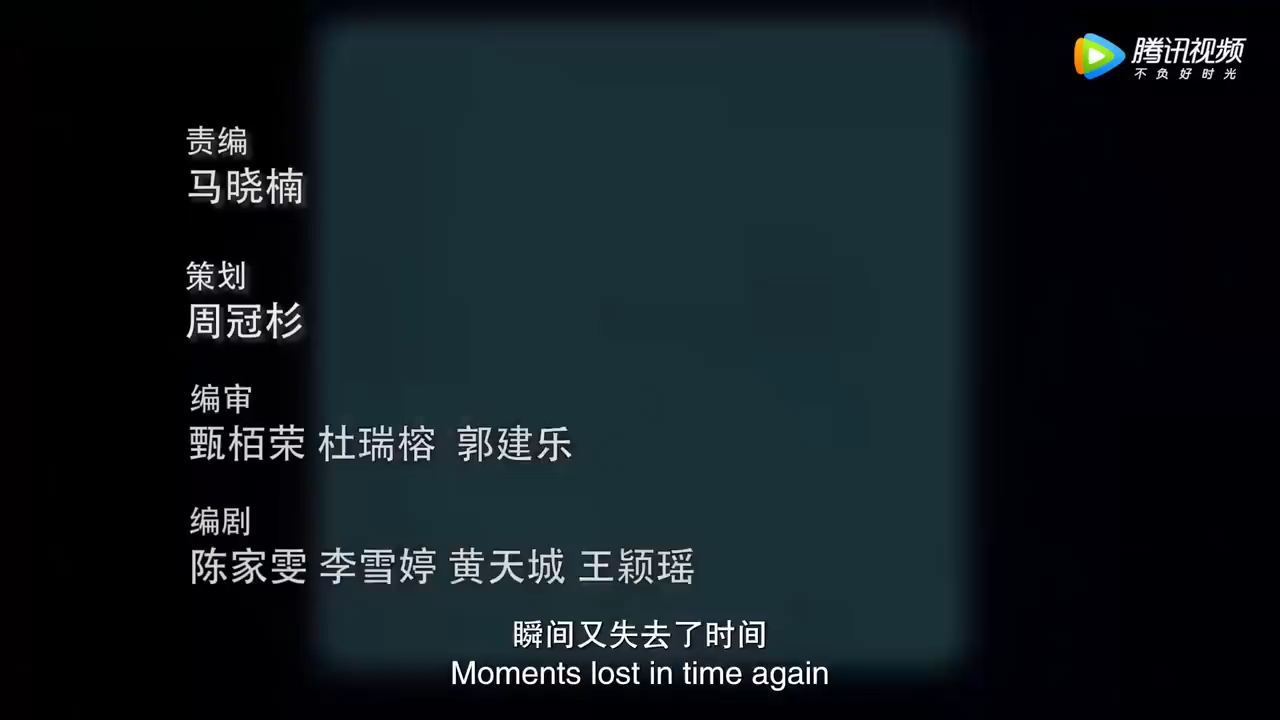 腾讯视频
不负好时光
责编
马晓楠
策划
周冠杉
编审
甄栢荣 杜瑞榕 郭建乐
编剧
陈家雯 李雪婷 黄天城 王颖瑶
瞬间又失去了时间
Moments lost in time again